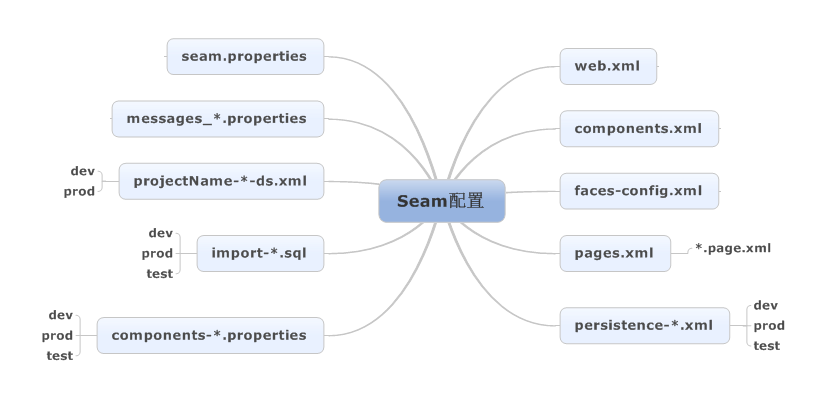 seam.properties
messages_*.properties
dev
prod
projectName-*-ds.xml
dev
prod
test
import-*.sql
dev
prod
test
components-*.properties
Seam配置
web.xml
components.xml
faces-config.xml
pages.xml
*.page.xml
persistence-*.xml
dev
prod
test